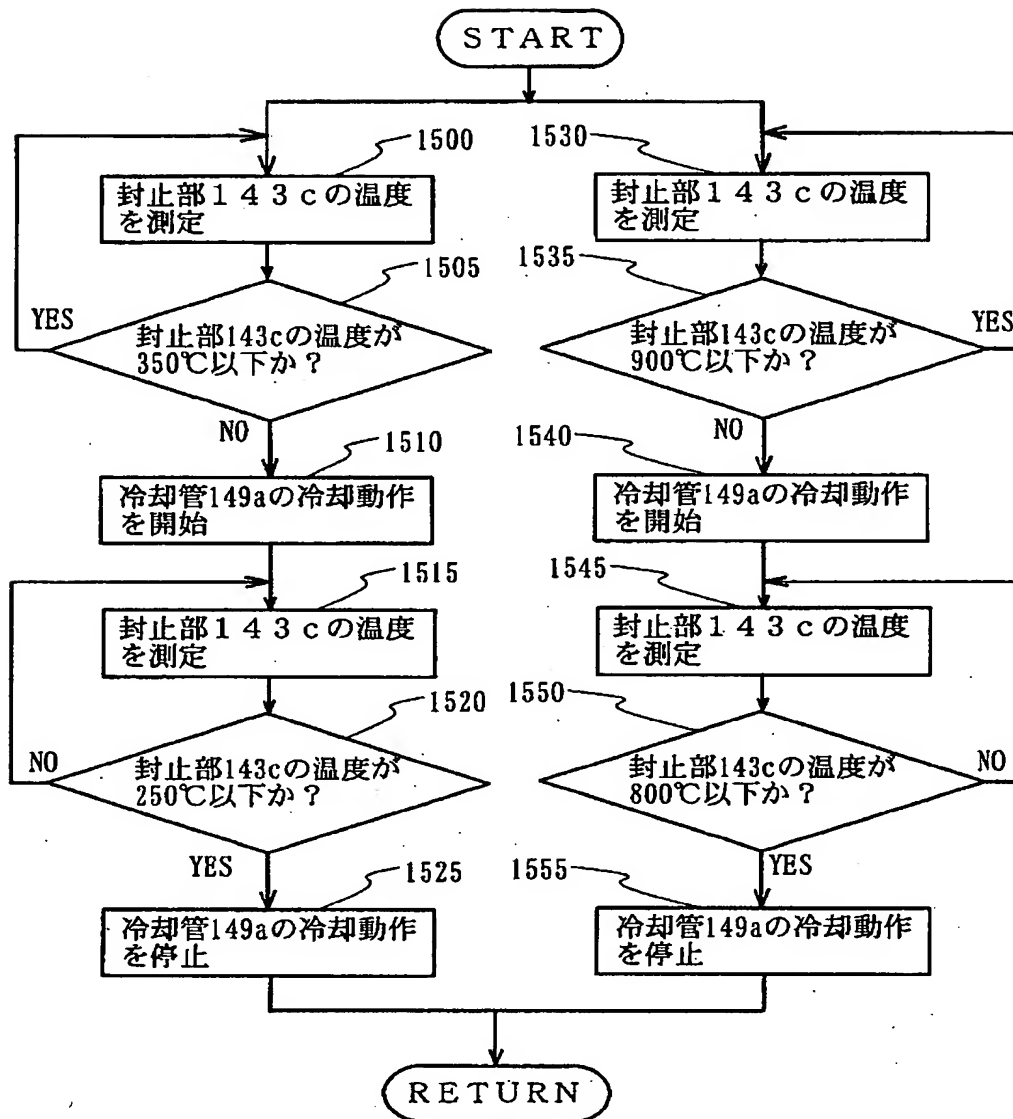 START
1500
封止部143cの温度
を測定
1505
YES
封止部143cの温度が
350℃以下か？
NO
1510
冷却管149aの冷却動作
を開始
1515
封止部143cの温度
を測定
1520
NO
封止部143cの温度が
250℃以下か？
YES
1525
冷却管149aの冷却動作
を停止
1530
封止部143cの温度
を測定
1535
YES
封止部143cの温度が
900℃以下か？
NO
1540
冷却管149aの冷却動作
を開始
1545
封止部143cの温度
を測定
1550
NO
封止部143cの温度が
800℃以下か？
YES
1555
冷却管149aの冷却動作
を停止
RETURN